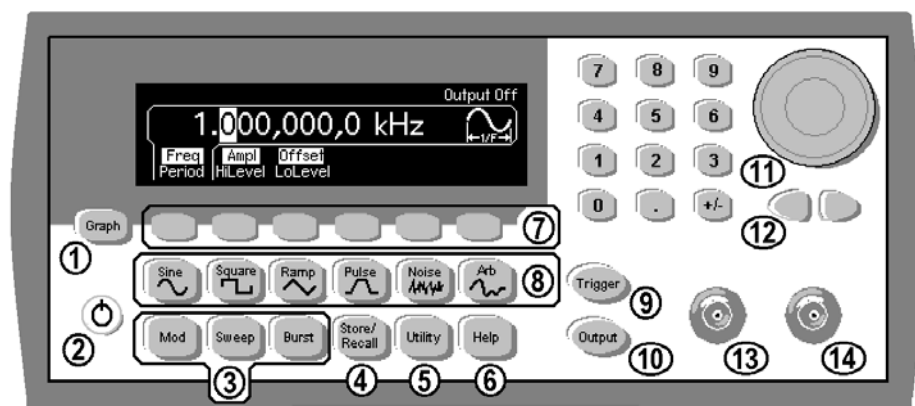 Output Off
1.000,000,0 kHz
←1/F→
Freq Ampl Offset
Period HiLevel LoLevel
7 8 9
4 5 6
1 2 3
0 . +/-
11
12
Graph
1
7
Sine Square Ramp Pulse Noise Arb
8
Trigger
9
2
Mod Sweep Burst Store/ Recall Utility Help
Output
10
3 4 5 6
13 14